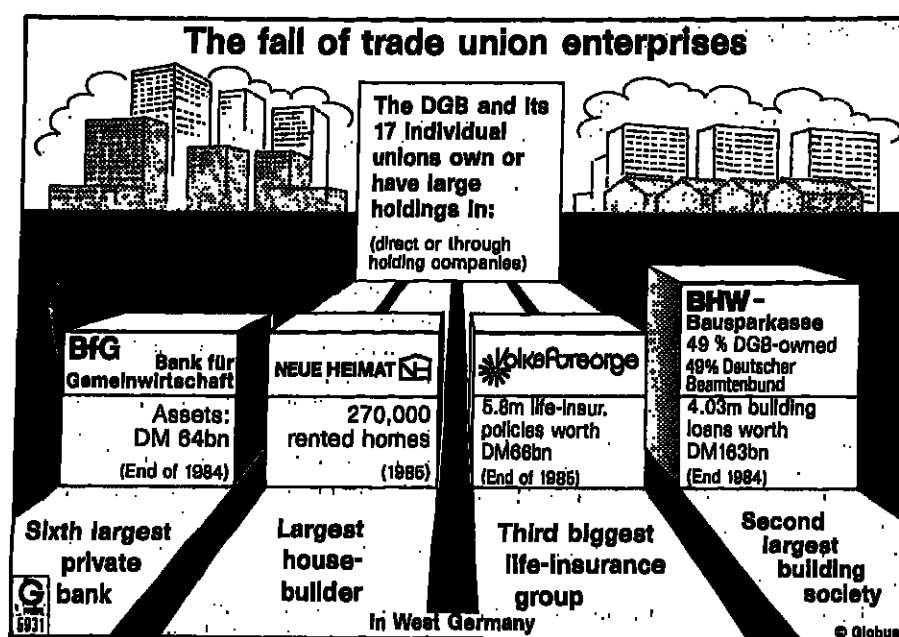 The fall of trade union enterprises
The DGB and its
17 individual
unions own or
have large
holdings in:
(direct or through
holding companies)
BfG
Bank für
Gemeinwirtschaft
Assets:
DM 64bn
(End of 1984)
NEUE HEIMAT NH
270,000
rented homes
(1985)
Volksfürsorge
5.8m life-insur.
policies worth
DM66bn
(End of 1985)
BHW-
Bausparkasse
49 % DGB-owned
49% Deutscher
Beamtenbund
4.03m building
loans worth
DM163bn
(End 1984)
Sixth largest
private
bank
Largest
house-
builder
Third biggest
life-insurance
group
Second
largest
building
society
In West Germany
G
5931
© Globus